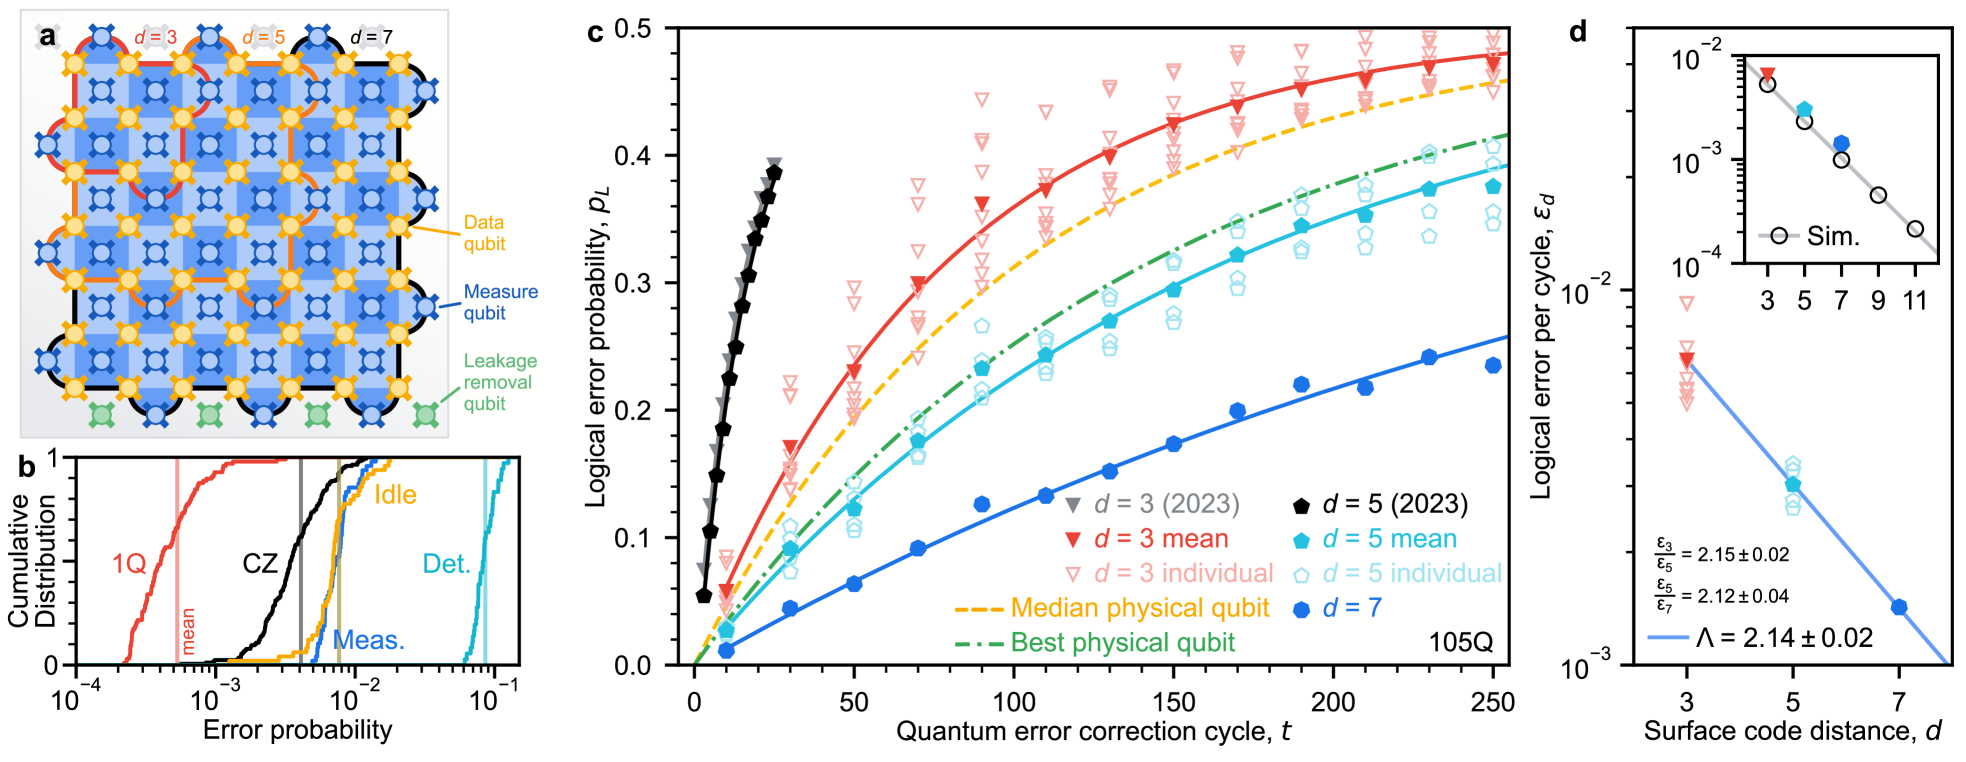 a
d = 3
d = 5
d = 7
Data
qubit
Measure
qubit
Leakage
removal
qubit
b
Cumulative
Distribution
1
0
1Q
mean
CZ
Idle
Meas.
Det.
10⁻⁴
10⁻³
10⁻²
10⁻¹
Error probability
c
Logical error probability, p_L
0.5
0.4
0.3
0.2
0.1
0.0
d = 3 (2023)
d = 3 mean
d = 3 individual
Median physical qubit
Best physical qubit
d = 5 (2023)
d = 5 mean
d = 5 individual
d = 7
105Q
0
50
100
150
200
250
Quantum error correction cycle, t
d
Logical error per cycle, ε_d
10⁻²
10⁻³
10⁻²
10⁻³
10⁻⁴
Sim.
3
5
7
9
11
ε₃/ε₅ = 2.15 ± 0.02
ε₅/ε₇ = 2.12 ± 0.04
Λ = 2.14 ± 0.02
3
5
7
Surface code distance, d